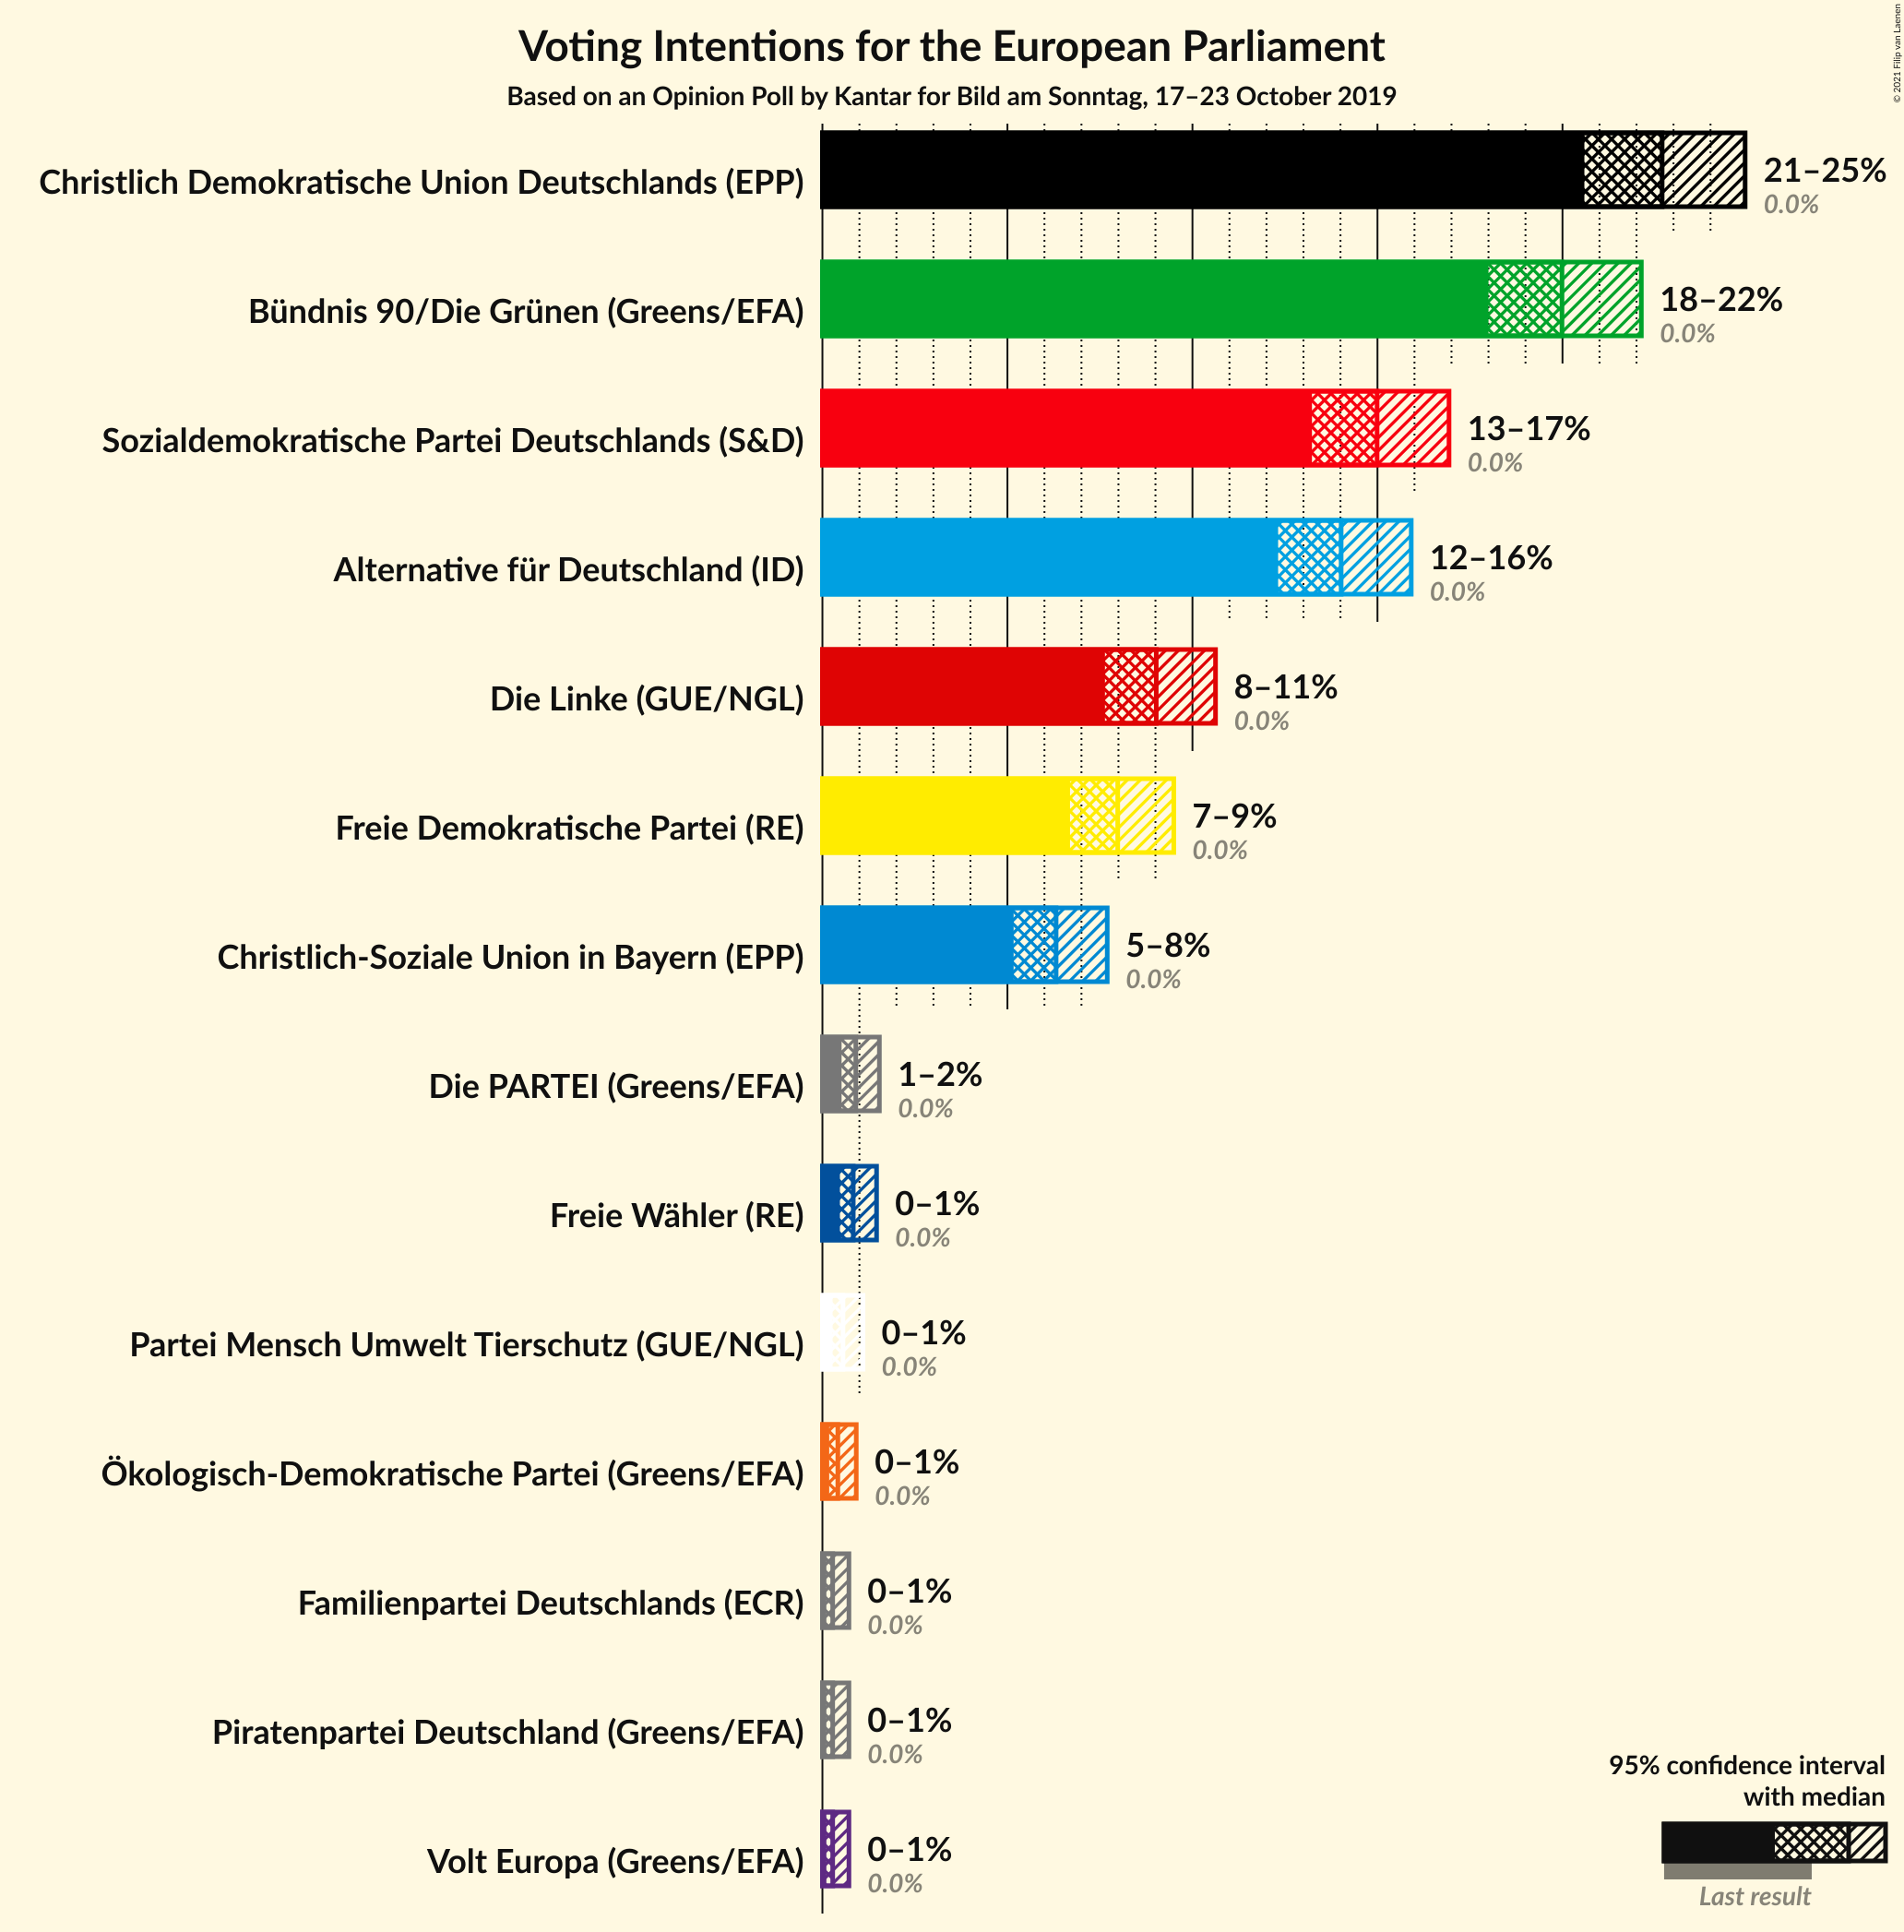 Voting Intentions for the European Parliament
Based on an Opinion Poll by Kantar for Bild am Sonntag, 17–23 October 2019
© 2021 Filip van Laenen
Christlich Demokratische Union Deutschlands (EPP)
21–25%
0.0%
Bündnis 90/Die Grünen (Greens/EFA)
18–22%
0.0%
Sozialdemokratische Partei Deutschlands (S&D)
13–17%
0.0%
Alternative für Deutschland (ID)
12–16%
0.0%
Die Linke (GUE/NGL)
8–11%
0.0%
Freie Demokratische Partei (RE)
7–9%
0.0%
Christlich-Soziale Union in Bayern (EPP)
5–8%
0.0%
Die PARTEI (Greens/EFA)
1–2%
0.0%
Freie Wähler (RE)
0–1%
0.0%
Partei Mensch Umwelt Tierschutz (GUE/NGL)
0–1%
0.0%
Ökologisch-Demokratische Partei (Greens/EFA)
0–1%
0.0%
Familienpartei Deutschlands (ECR)
0–1%
0.0%
Piratenpartei Deutschland (Greens/EFA)
0–1%
0.0%
Volt Europa (Greens/EFA)
0–1%
0.0%
95% confidence interval
with median
Last result